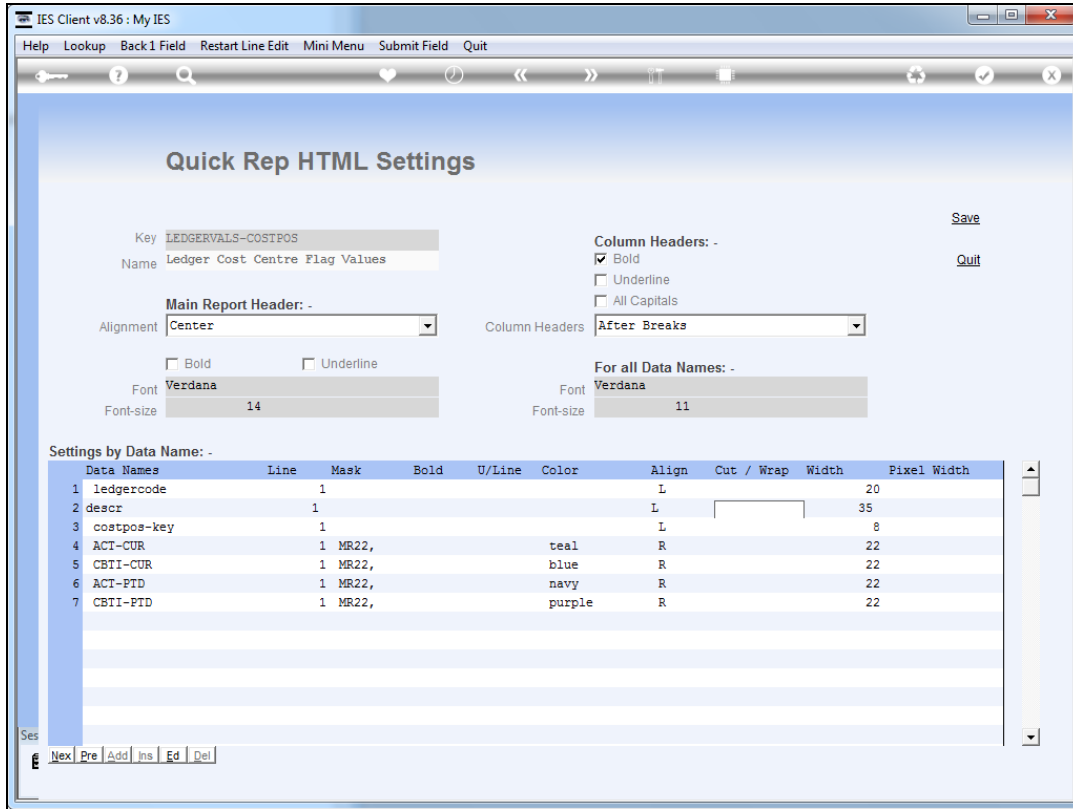 IES Client v8.36 : My IES
Help Lookup Back 1 Field Restart Line Edit Mini Menu Submit Field Quit
Quick Rep HTML Settings
Save
Key LEDGERVALS-COSTPOS
Column Headers: -
Name Ledger Cost Centre Flag Values
Bold
Quit
Underline
Main Report Header: -
All Capitals
Alignment Center
Column Headers After Breaks
Bold Underline
For all Data Names: -
Font Verdana
Font Verdana
Font-size 14
Font-size 11
Settings by Data Name: -
Data Names Line Mask Bold U/Line Color Align Cut / Wrap Width Pixel Width
1 ledgercode 1 L 20
2 descr 1 L 35
3 costpos-key 1 L 8
4 ACT-CUR 1 MR22, teal R 22
5 CBTI-CUR 1 MR22, blue R 22
6 ACT-PTD 1 MR22, navy R 22
7 CBTI-PTD 1 MR22, purple R 22
Ses
Nex Pre Add Ins Ed Del